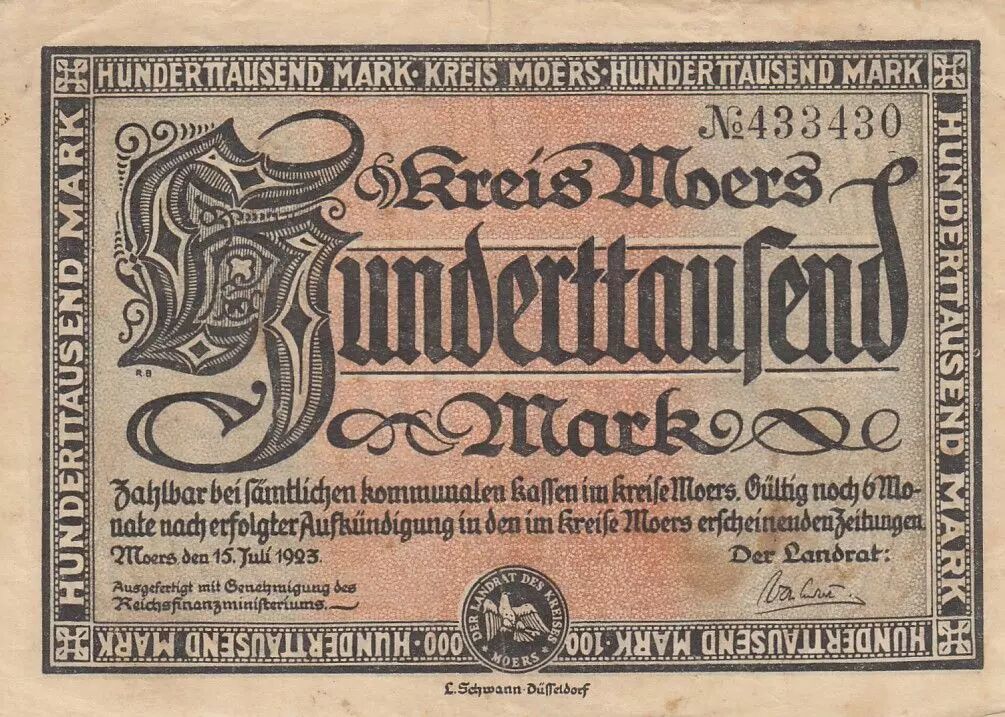 HUNDERTTAUSEND MARK · KREIS MOERS · HUNDERTTAUSEND MARK
HUNDERTTAUSEND MARK
HUNDERTTAUSEND MARK
№433430
Kreis Moers
Hunderttausend
Mark
R.B
Zahlbar bei ſämtlichen kommunalen Kaſſen im Kreiſe Moers. Gültig noch 6 Mo-
nate nach erfolgter Aufkündigung in den im Kreiſe Moers erſcheinenden Zeitungen.
Moers den 15. Juli 1923.
Der Landrat:
Ausgefertigt mit Genehmigung des
Reichsfinanzminiſteriums.
DER LANDRAT DES KREISES
MOERS
HUNDERTTAUSEND MARK · 100 000 · HUNDERTTAUSEND MARK
L. Schwann · Düſſeldorf